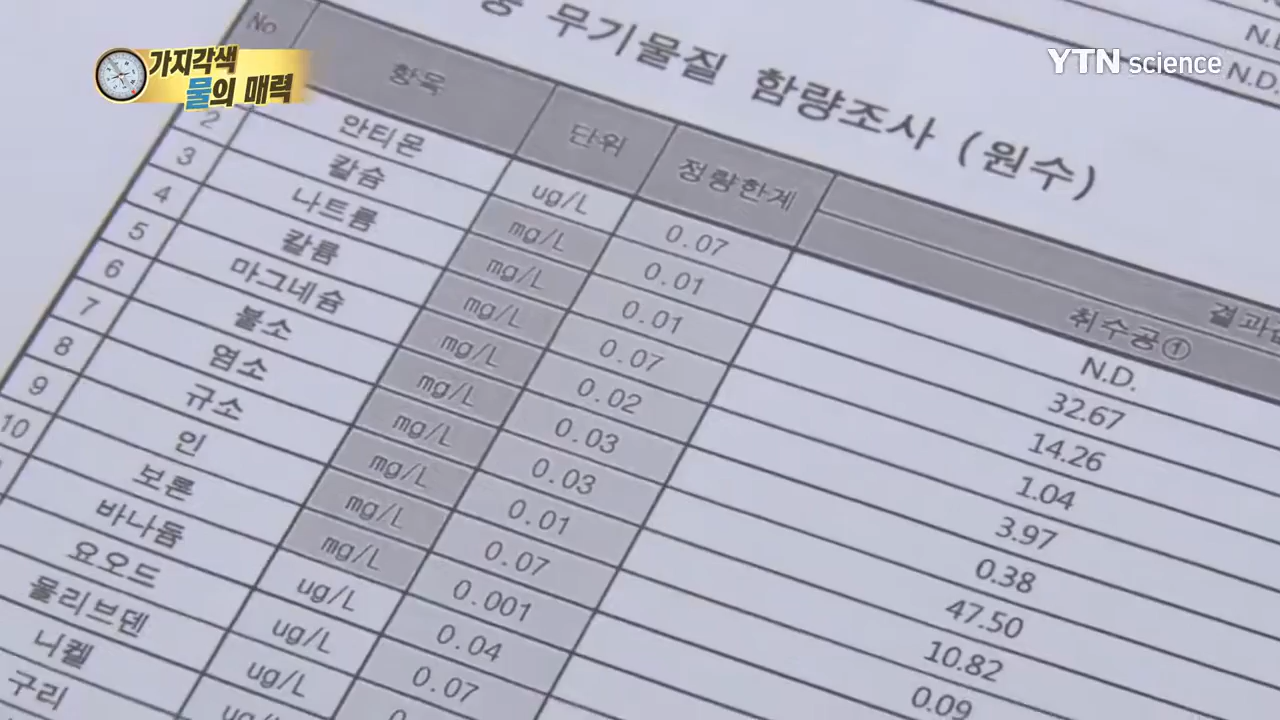 가지각색
물의 매력
YTN science
중 무기물질 함량조사 (원수)
N.D.
No 항목 단위 정량한계 결과값
취수공①
안티몬 ug/L 0.07 N.D.
2 칼슘 mg/L 0.01 32.67
3 나트륨 mg/L 0.01 14.26
4 칼륨 mg/L 0.07 1.04
5 마그네슘 mg/L 0.02 3.97
6 불소 mg/L 0.03 0.38
7 염소 mg/L 0.03 47.50
8 규소 mg/L 0.01 10.82
9 인 mg/L 0.07 0.09
10 보론 mg/L 0.001
바나듐 ug/L 0.04
요오드 ug/L 0.07
몰리브덴 ug/L
니켈 ug/L
구리